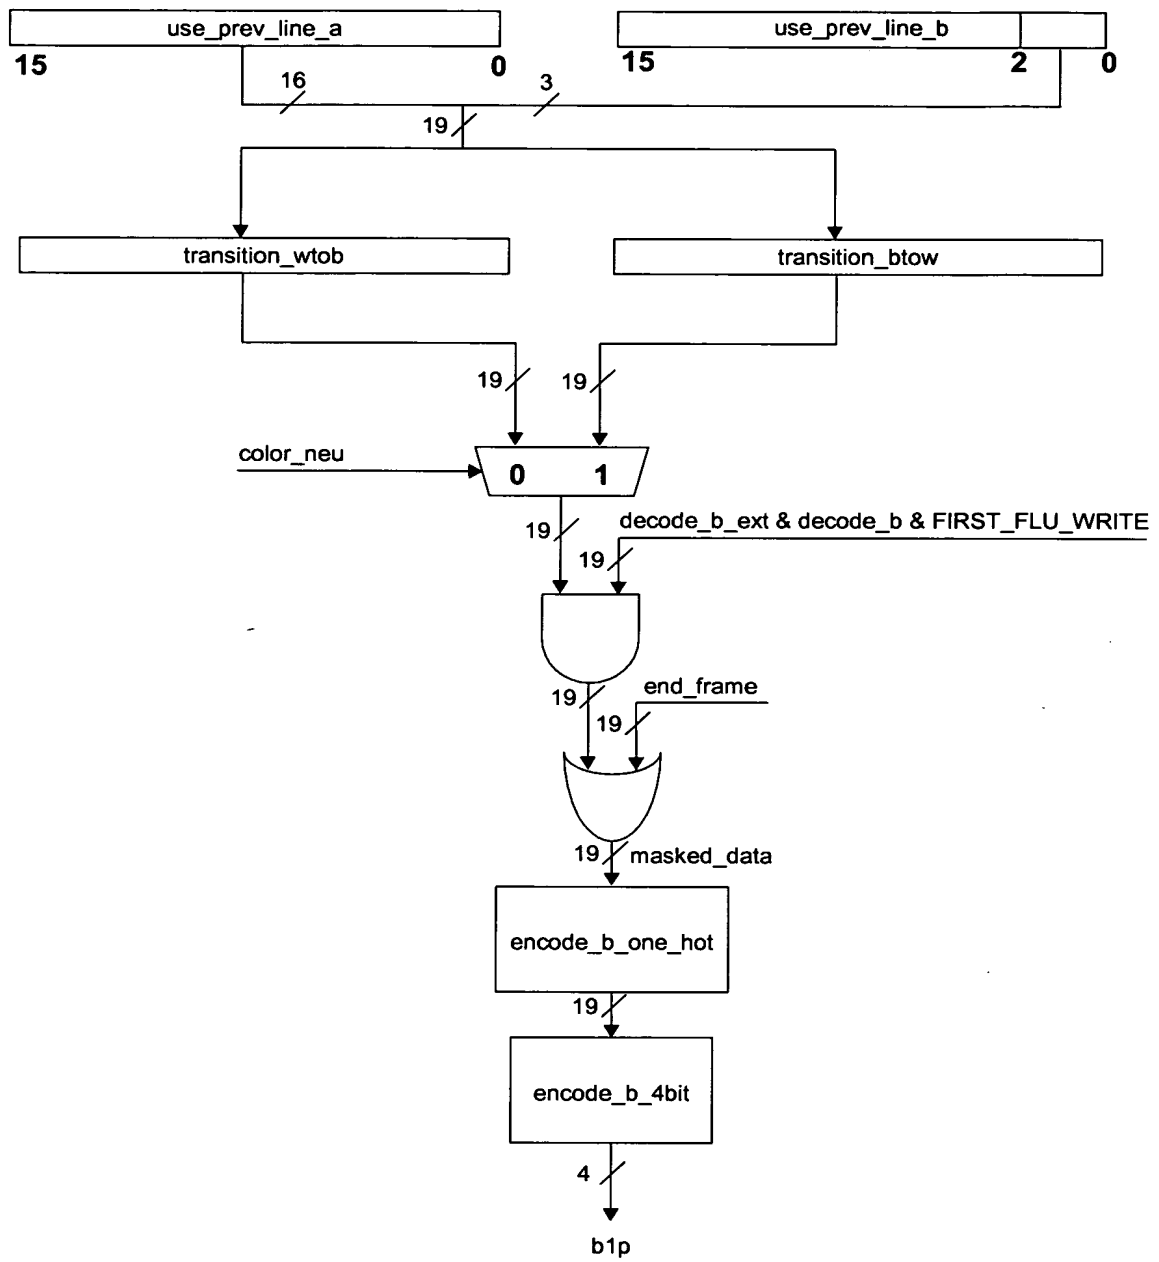 use_prev_line_a
use_prev_line_b
15
0
15
2
0
16
3
19
transition_wtob
transition_btow
19
19
color_neu
0
1
19
decode_b_ext & decode_b & FIRST_FLU_WRITE
19
19
end_frame
19
19
masked_data
encode_b_one_hot
19
encode_b_4bit
4
b1p